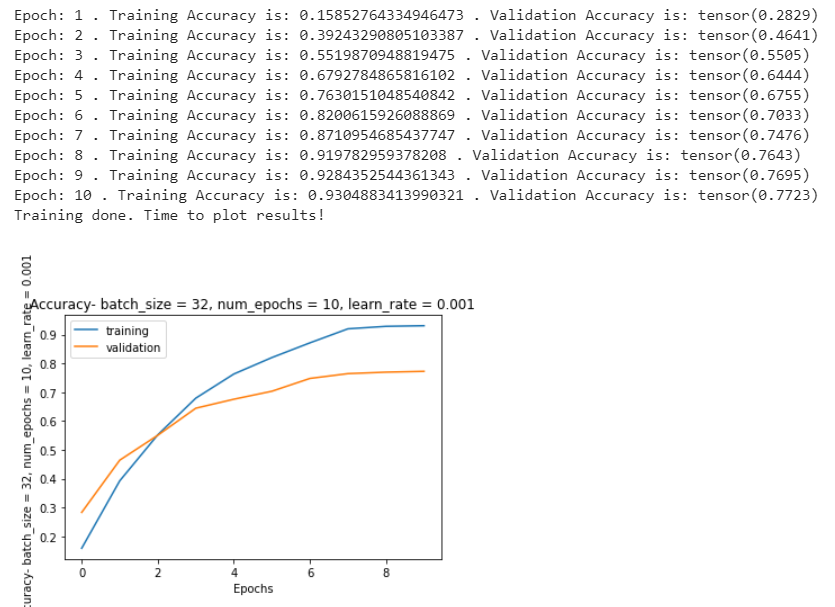 Epoch: 1 . Training Accuracy is: 0.15852764334946473 . Validation Accuracy is: tensor(0.2829)
Epoch: 2 . Training Accuracy is: 0.39243290805103387 . Validation Accuracy is: tensor(0.4641)
Epoch: 3 . Training Accuracy is: 0.5519870948819475 . Validation Accuracy is: tensor(0.5505)
Epoch: 4 . Training Accuracy is: 0.6792784865816102 . Validation Accuracy is: tensor(0.6444)
Epoch: 5 . Training Accuracy is: 0.7630151048540842 . Validation Accuracy is: tensor(0.6755)
Epoch: 6 . Training Accuracy is: 0.8200615926088869 . Validation Accuracy is: tensor(0.7033)
Epoch: 7 . Training Accuracy is: 0.8710954685437747 . Validation Accuracy is: tensor(0.7476)
Epoch: 8 . Training Accuracy is: 0.919782959378208 . Validation Accuracy is: tensor(0.7643)
Epoch: 9 . Training Accuracy is: 0.9284352544361343 . Validation Accuracy is: tensor(0.7695)
Epoch: 10 . Training Accuracy is: 0.9304883413990321 . Validation Accuracy is: tensor(0.7723)
Training done. Time to plot results!
Accuracy- batch_size = 32, num_epochs = 10, learn_rate = 0.001
curacy- batch_size = 32, num_epochs = 10, learn_rate = 0.001
training
validation
0.9
0.8
0.7
0.6
0.5
0.4
0.3
0.2
0 2 4 6 8
Epochs